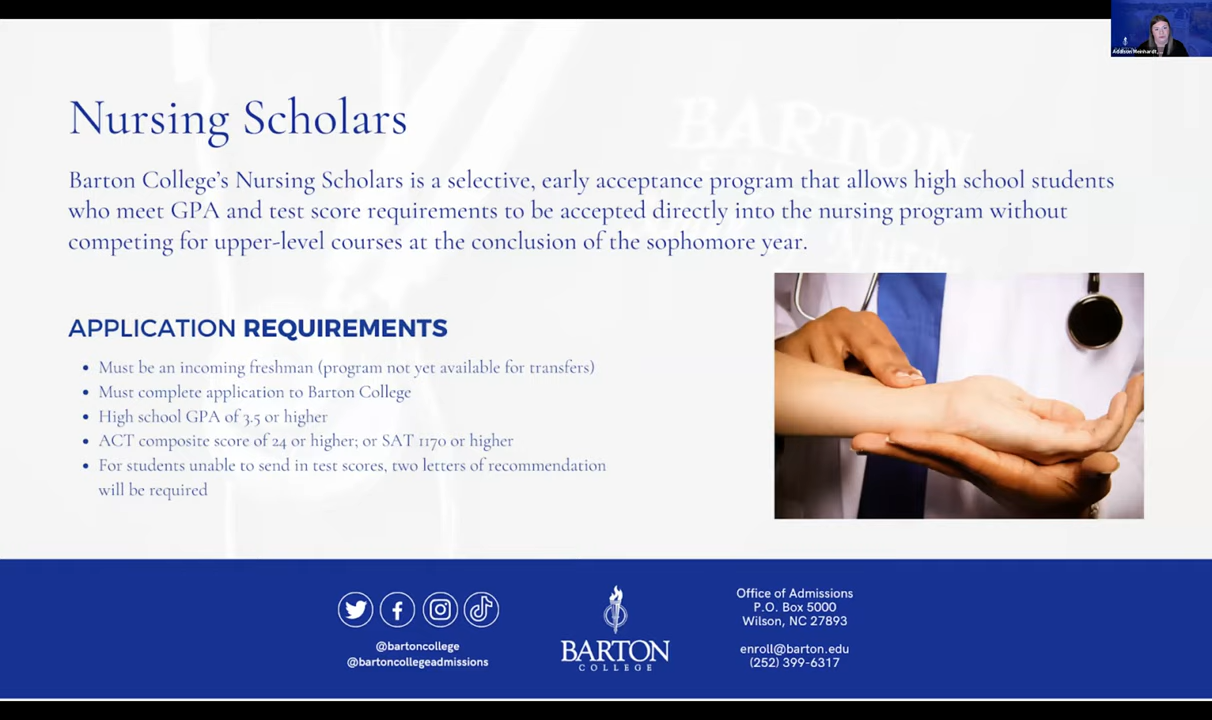 Nursing Scholars
Barton College's Nursing Scholars is a selective, early acceptance program that allows high school students
who meet GPA and test score requirements to be accepted directly into the nursing program without
competing for upper-level courses at the conclusion of the sophomore year.
APPLICATION REQUIREMENTS
• Must be an incoming freshman (program not yet available for transfers)
• Must complete application to Barton College
• High school GPA of 3.5 or higher
• ACT composite score of 24 or higher; or SAT 1170 or higher
• For students unable to send in test scores, two letters of recommendation
will be required
@bartoncollege
@bartoncollegeadmissions
BARTON
COLLEGE
Office of Admissions
P.O. Box 5000
Wilson, NC 27893
enroll@barton.edu
(252) 399-6317
BARTON